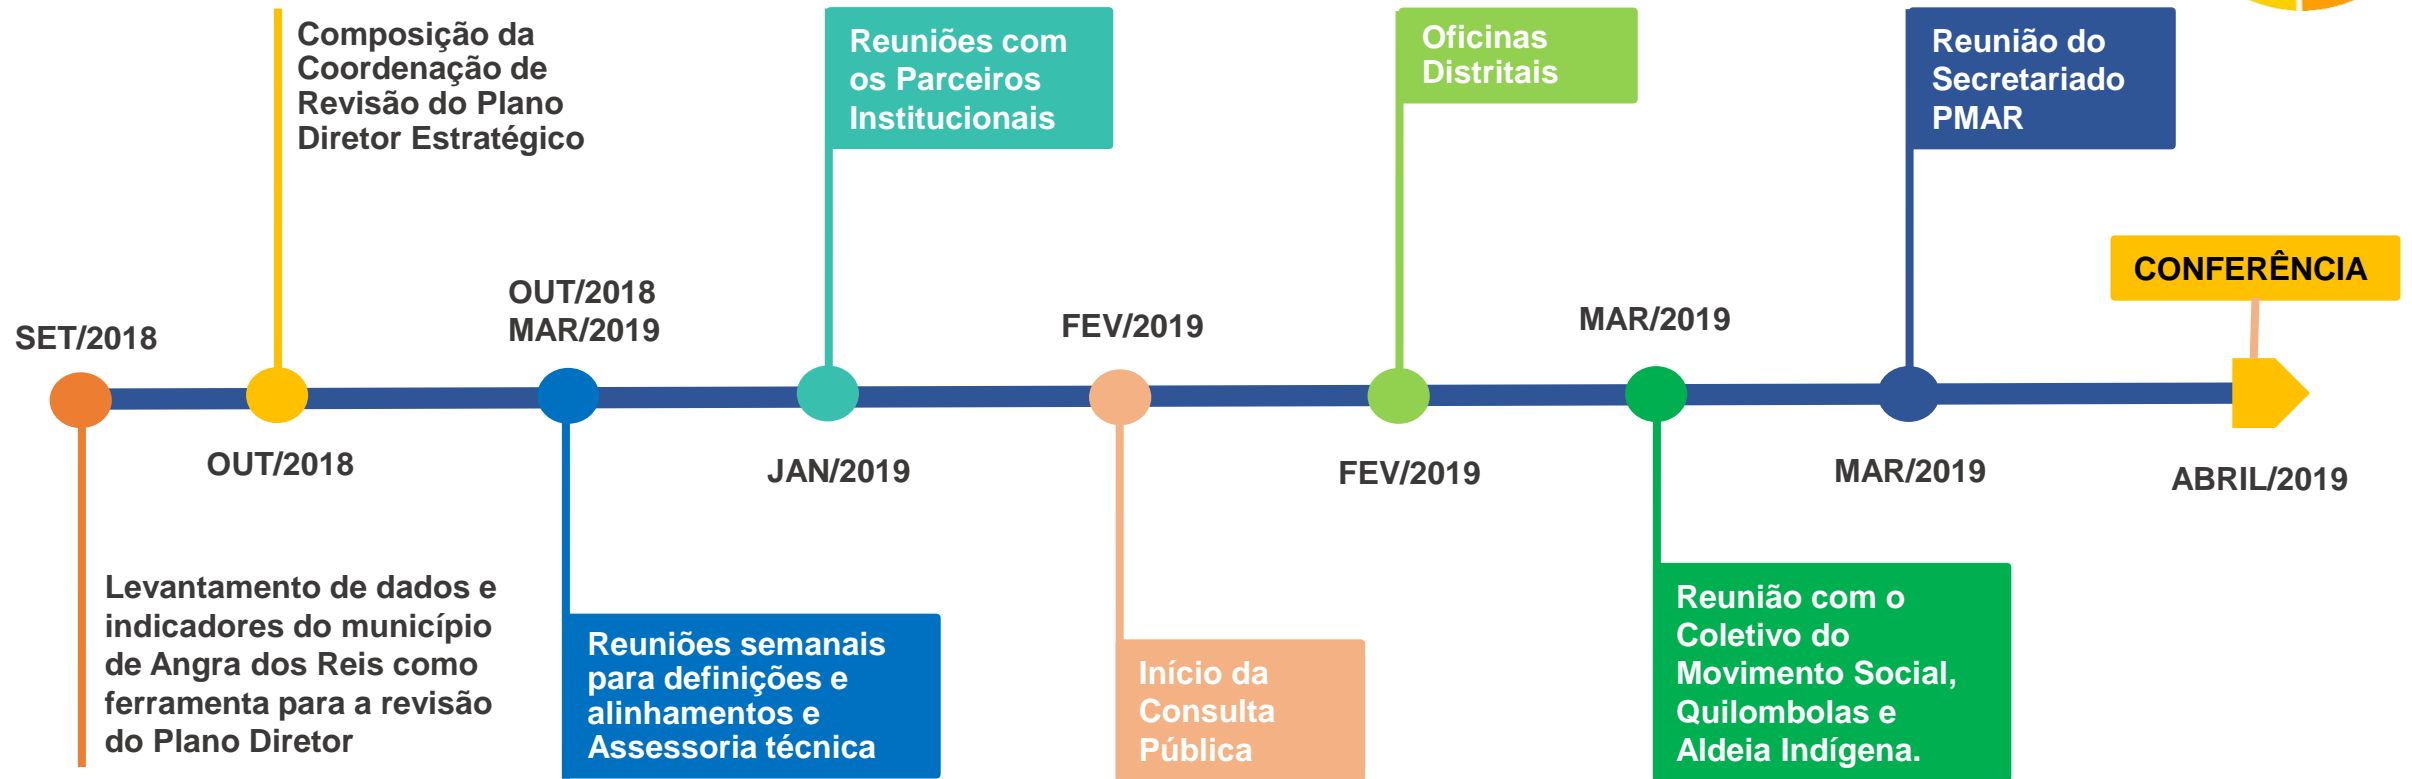 Composição da
Coordenação de
Revisão do Plano
Diretor Estratégico
Reuniões com
os Parceiros
Institucionais
Oficinas
Distritais
Reunião do
Secretariado
PMAR
CONFERÊNCIA
SET/2018
OUT/2018
MAR/2019
FEV/2019
MAR/2019
OUT/2018
JAN/2019
FEV/2019
MAR/2019
ABRIL/2019
Levantamento de dados e
indicadores do município
de Angra dos Reis como
ferramenta para a revisão
do Plano Diretor
Reuniões semanais
para definições e
alinhamentos e
Assessoria técnica
Início da
Consulta
Pública
Reunião com o
Coletivo do
Movimento Social,
Quilombolas e
Aldeia Indígena.